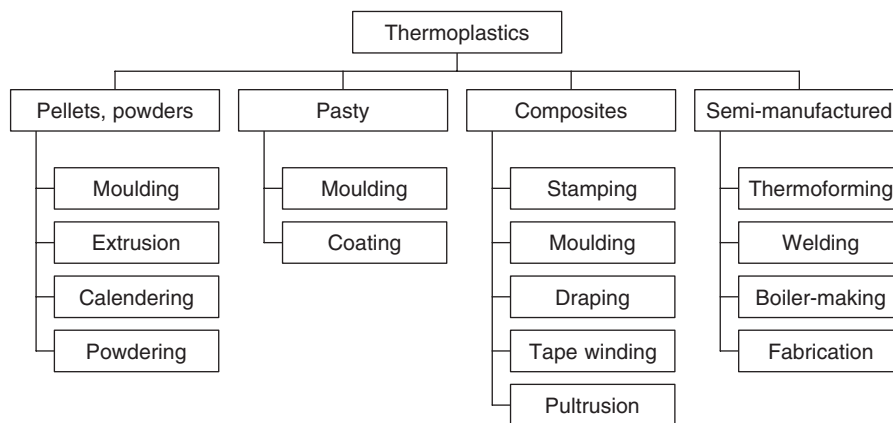 Thermoplastics
Pellets, powders
Pasty
Composites
Semi-manufactured
Moulding
Extrusion
Calendering
Powdering
Moulding
Coating
Stamping
Moulding
Draping
Tape winding
Pultrusion
Thermoforming
Welding
Boiler-making
Fabrication